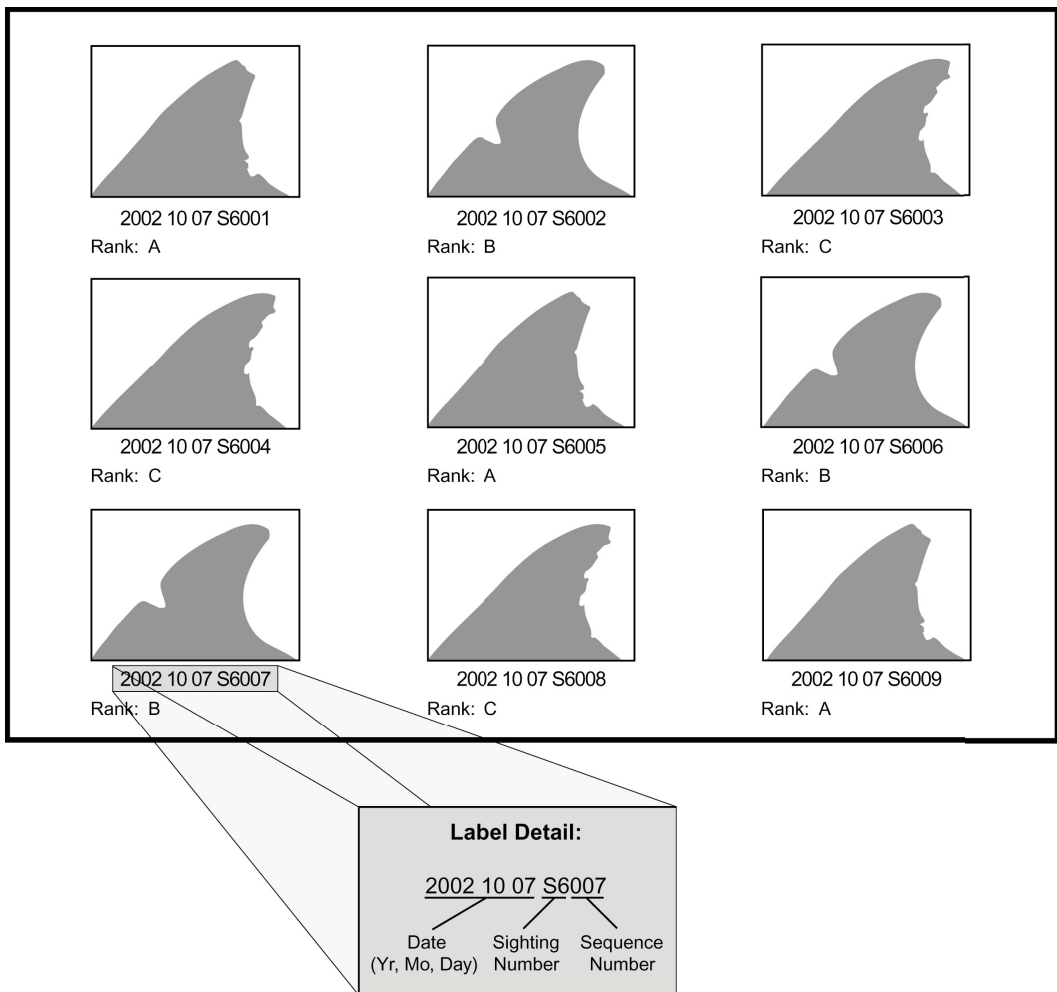 2002 10 07 S6001
Rank: A
2002 10 07 S6002
Rank: B
2002 10 07 S6003
Rank: C
2002 10 07 S6004
Rank: C
2002 10 07 S6005
Rank: A
2002 10 07 S6006
Rank: B
2002 10 07 S6007
Rank: B
2002 10 07 S6008
Rank: C
2002 10 07 S6009
Rank: A
Label Detail:
2002 10 07 S6007
Date
(Yr, Mo, Day)
Sighting
Number
Sequence
Number